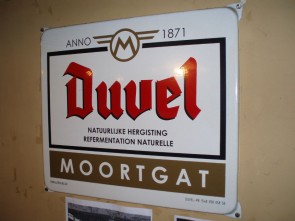 ANNO M 1871
Duvel
NATUURLIJKE HERGISTING
REFERMENTATION NATURELLE
MOORTGAT